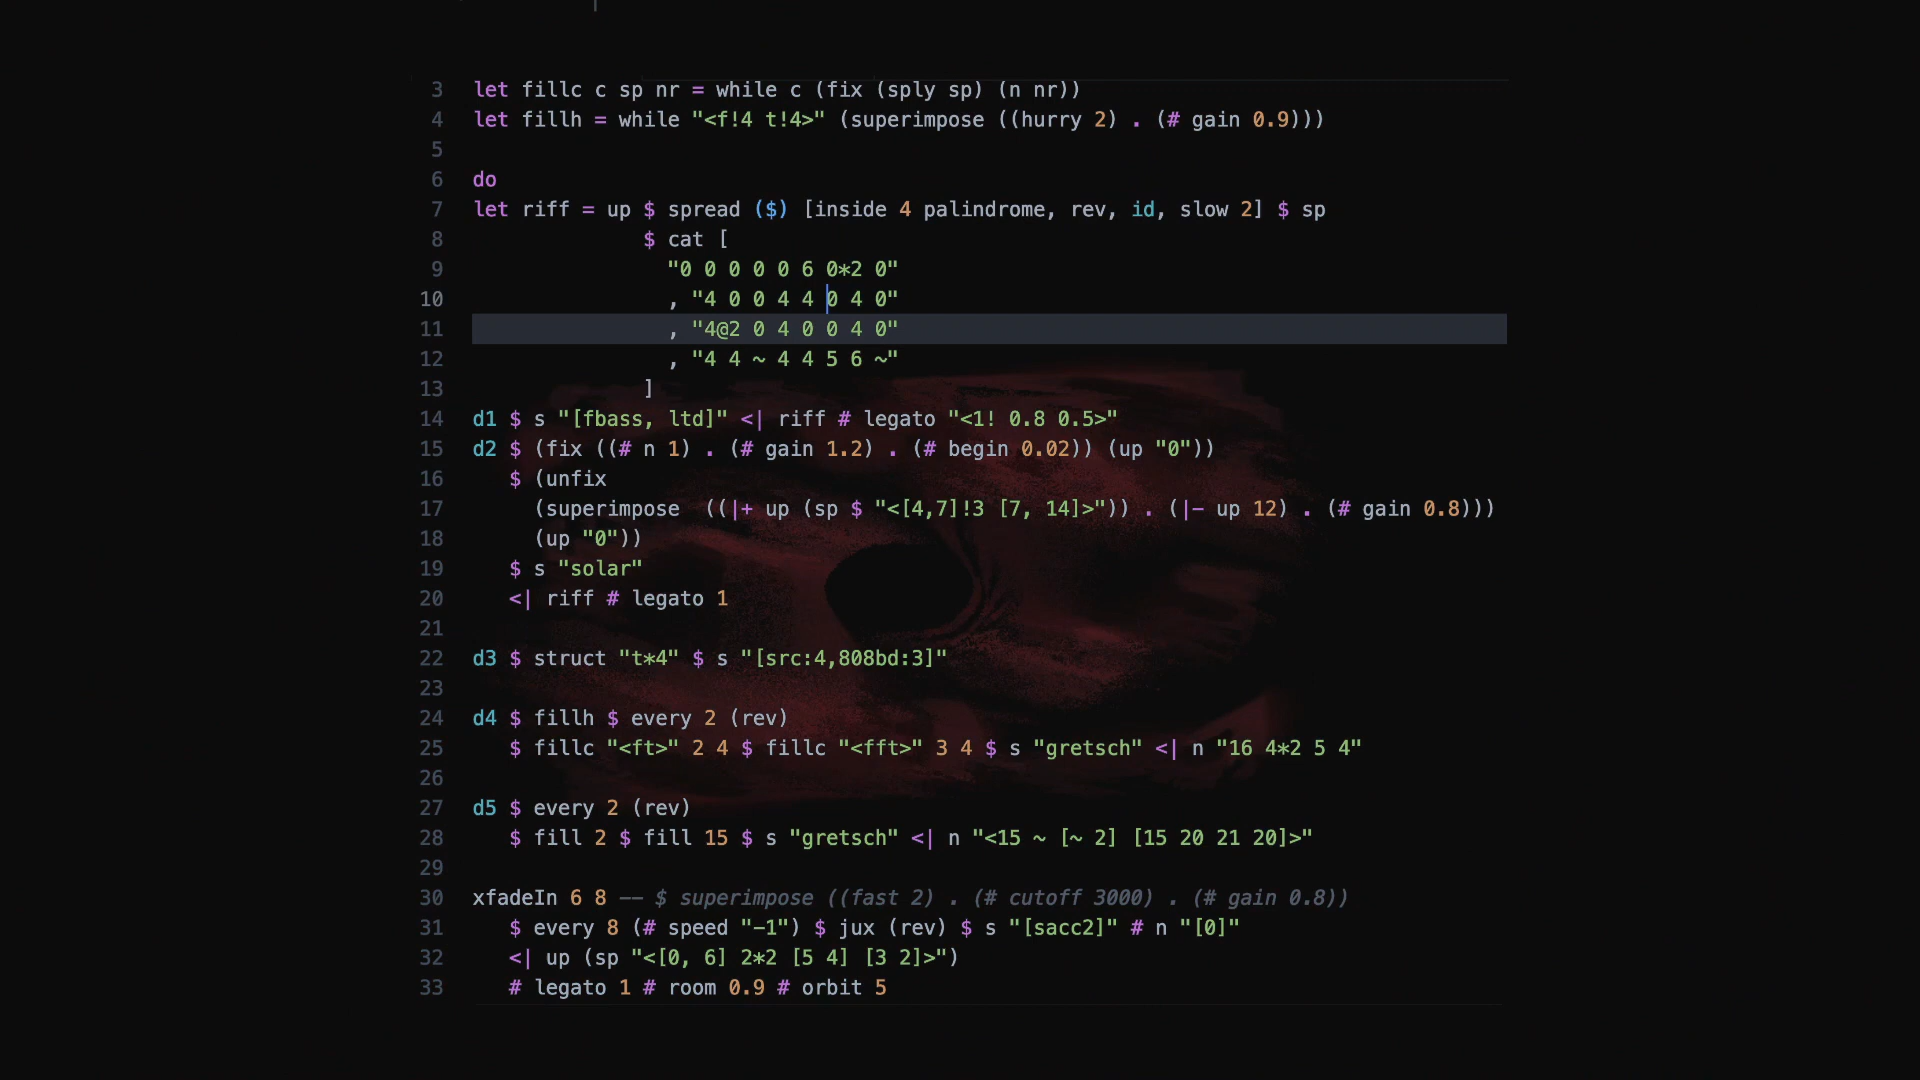 3 let fillc c sp nr = while c (fix (sply sp) (n nr))
4 let fillh = while "<f!4 t!4>" (superimpose ((hurry 2) . (# gain 0.9)))
5
6 do
7 let riff = up $ spread ($) [inside 4 palindrome, rev, id, slow 2] $ sp
8 $ cat [
9 "0 0 0 0 0 6 0*2 0"
10 , "4 0 0 4 4 0 4 0"
11 , "4@2 0 4 0 0 4 0"
12 , "4 4 ~ 4 4 5 6 ~"
13 ]
14 d1 $ s "[fbass, ltd]" <| riff # legato "<1! 0.8 0.5>"
15 d2 $ (fix ((# n 1) . (# gain 1.2) . (# begin 0.02)) (up "0"))
16 $ (unfix
17 (superimpose  ((|+ up (sp $ "<[4,7]!3 [7, 14]>")) . (|- up 12) . (# gain 0.8)))
18 (up "0"))
19 $ s "solar"
20 <| riff # legato 1
21
22 d3 $ struct "t*4" $ s "[src:4,808bd:3]"
23
24 d4 $ fillh $ every 2 (rev)
25 $ fillc "<ft>" 2 4 $ fillc "<fft>" 3 4 $ s "gretsch" <| n "16 4*2 5 4"
26
27 d5 $ every 2 (rev)
28 $ fill 2 $ fill 15 $ s "gretsch" <| n "<15 ~ [~ 2] [15 20 21 20]>"
29
30 xfadeIn 6 8 -- $ superimpose ((fast 2) . (# cutoff 3000) . (# gain 0.8))
31 $ every 8 (# speed "-1") $ jux (rev) $ s "[sacc2]" # n "[0]"
32 <| up (sp "<[0, 6] 2*2 [5 4] [3 2]>")
33 # legato 1 # room 0.9 # orbit 5